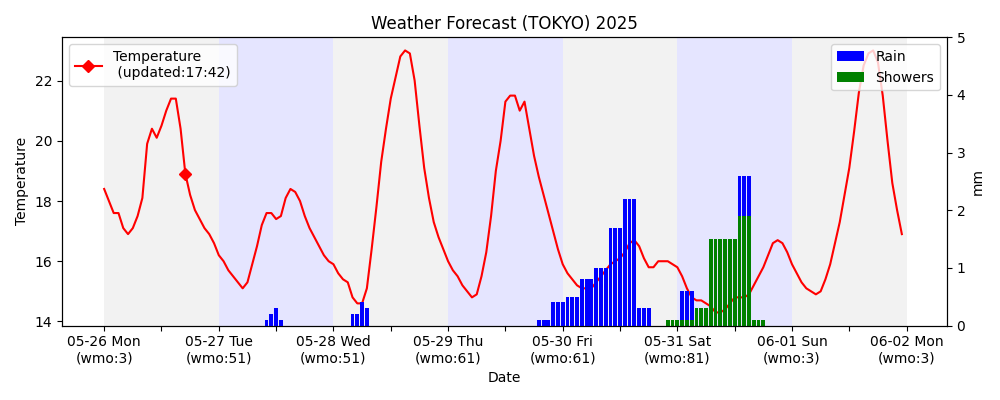 Weather Forecast (TOKYO) 2025
Temperature
(updated:17:42)
Rain
Showers
Temperature
22
20
18
16
14
5
4
3
2
1
0
mm
05-26 Mon 05-27 Tue 05-28 Wed 05-29 Thu 05-30 Fri 05-31 Sat 06-01 Sun 06-02 Mon
(wmo:3) (wmo:51) (wmo:51) (wmo:61) (wmo:61) (wmo:81) (wmo:3) (wmo:3)
Date